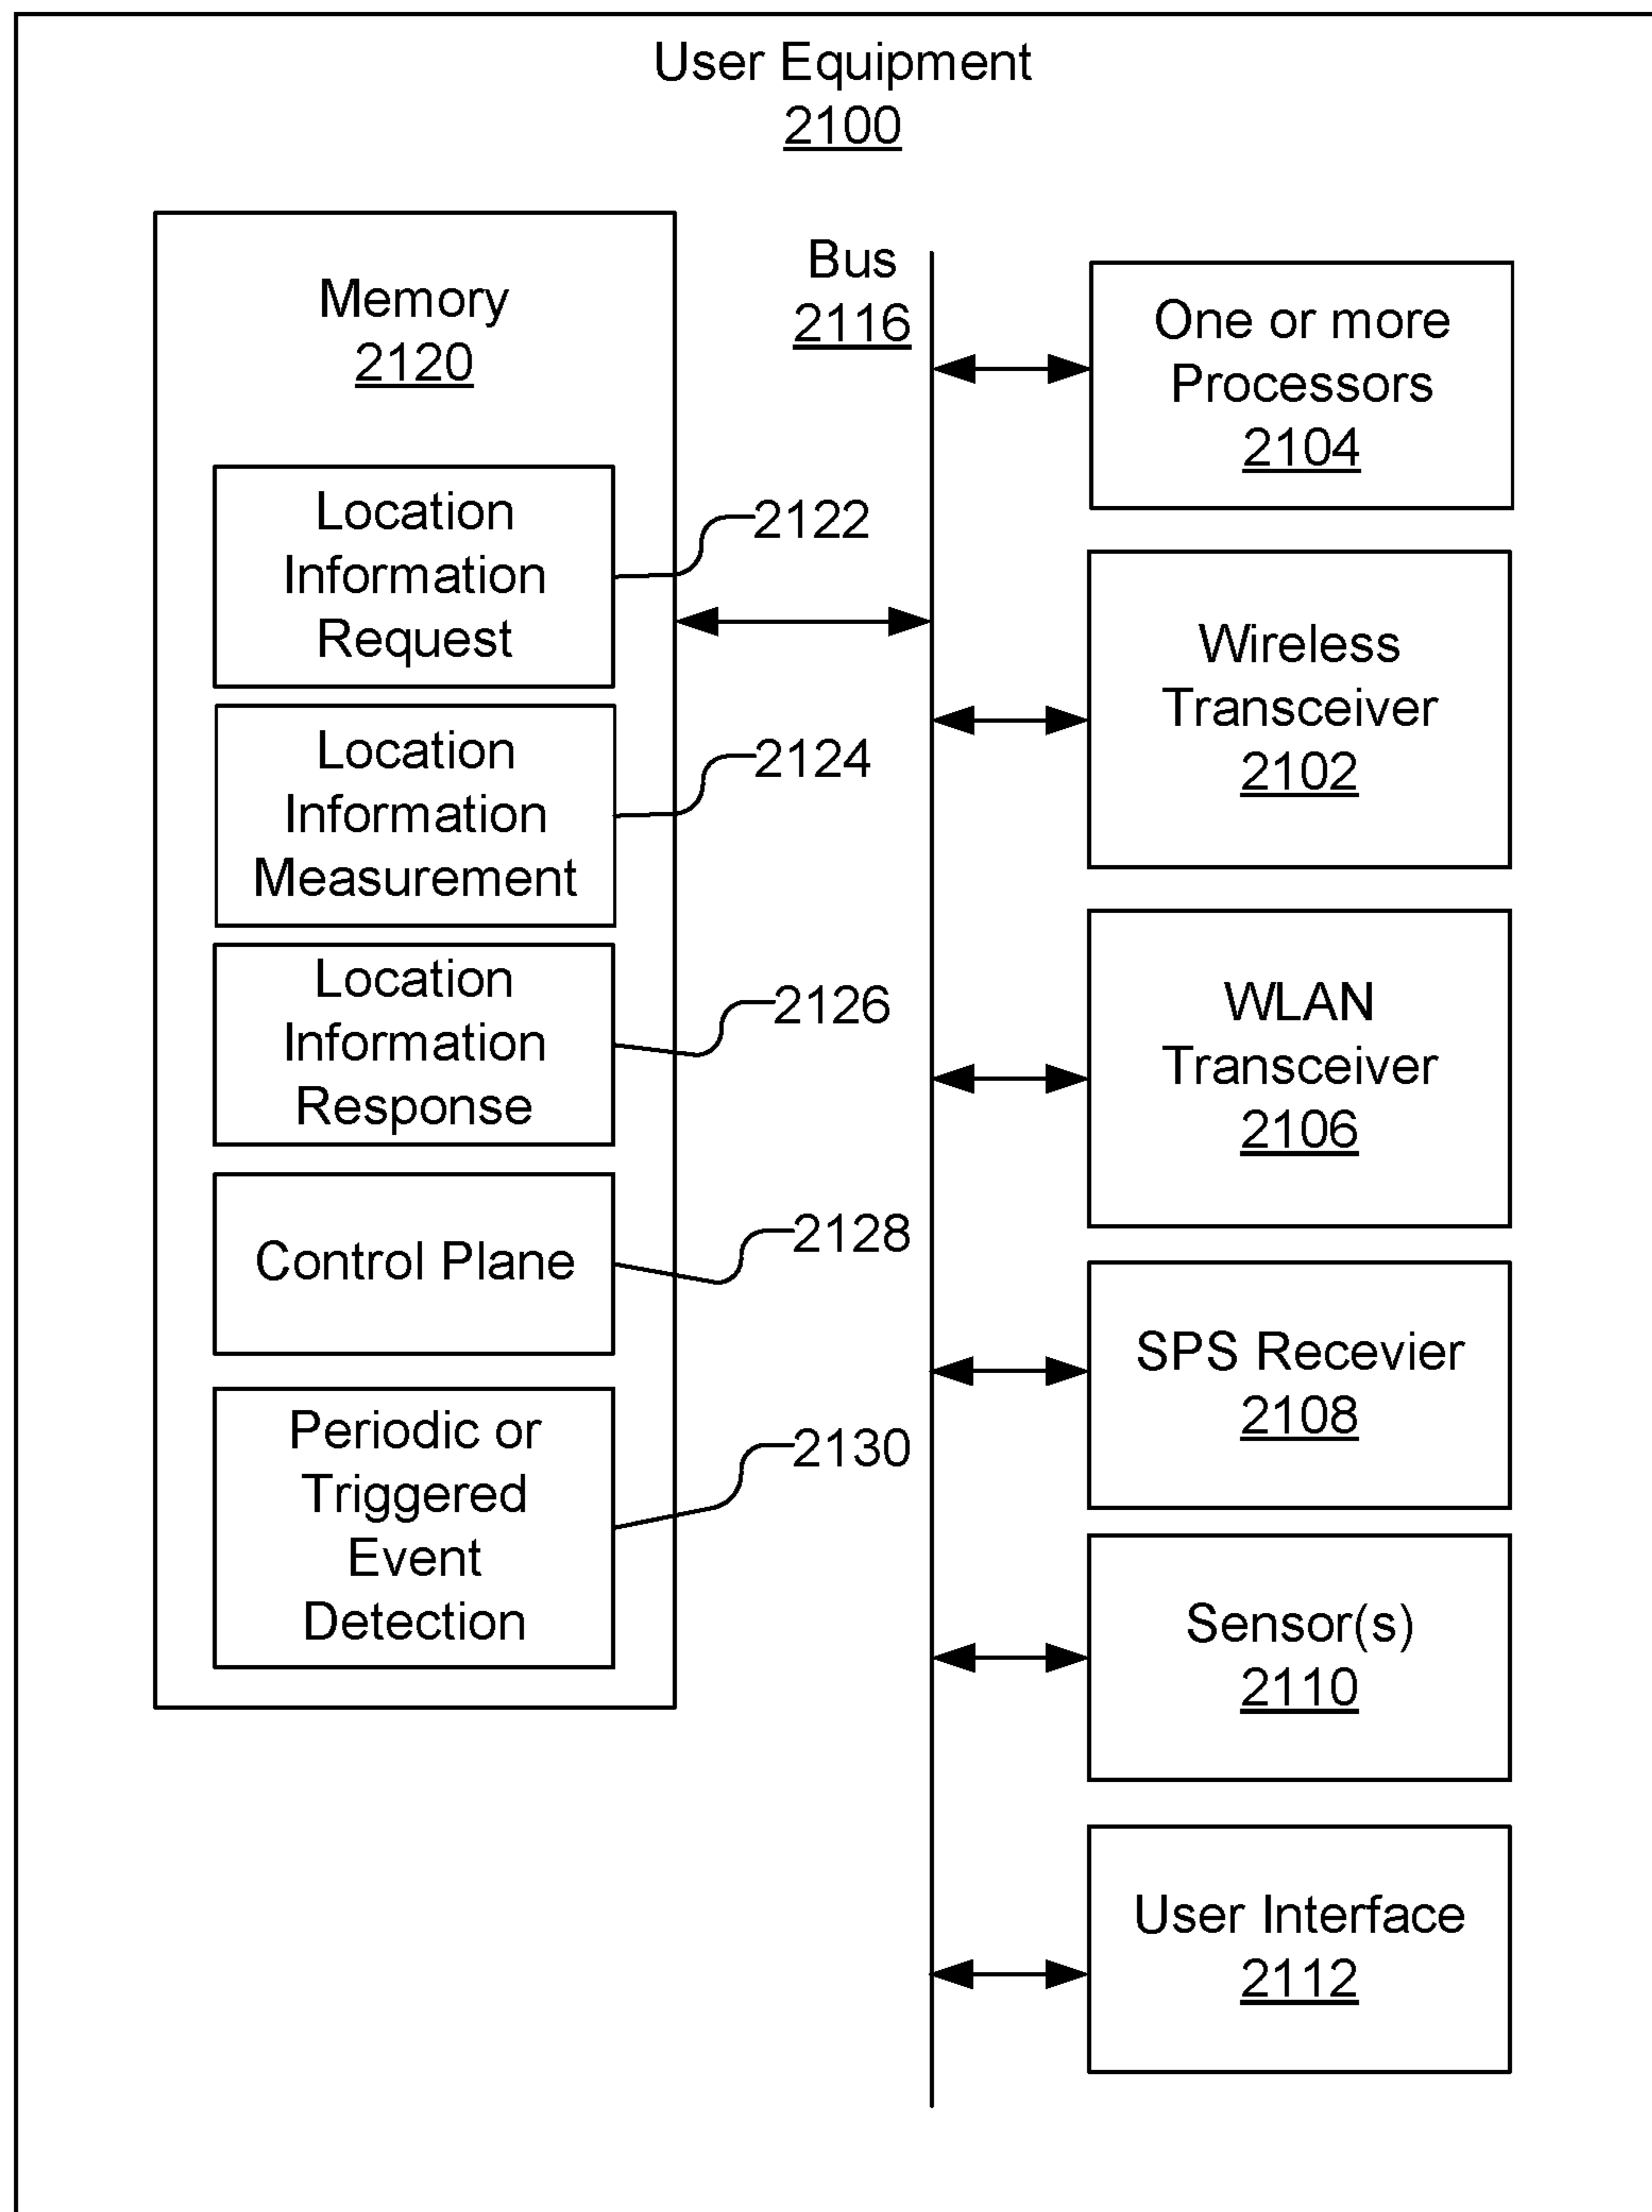 User Equipment
2100
Memory
2120
Location
Information
Request
2122
Location
Information
Measurement
2124
Location
Information
Response
2126
Control Plane
2128
Periodic or
Triggered
Event
Detection
2130
Bus
2116
One or more
Processors
2104
Wireless
Transceiver
2102
WLAN
Transceiver
2106
SPS Recevier
2108
Sensor(s)
2110
User Interface
2112